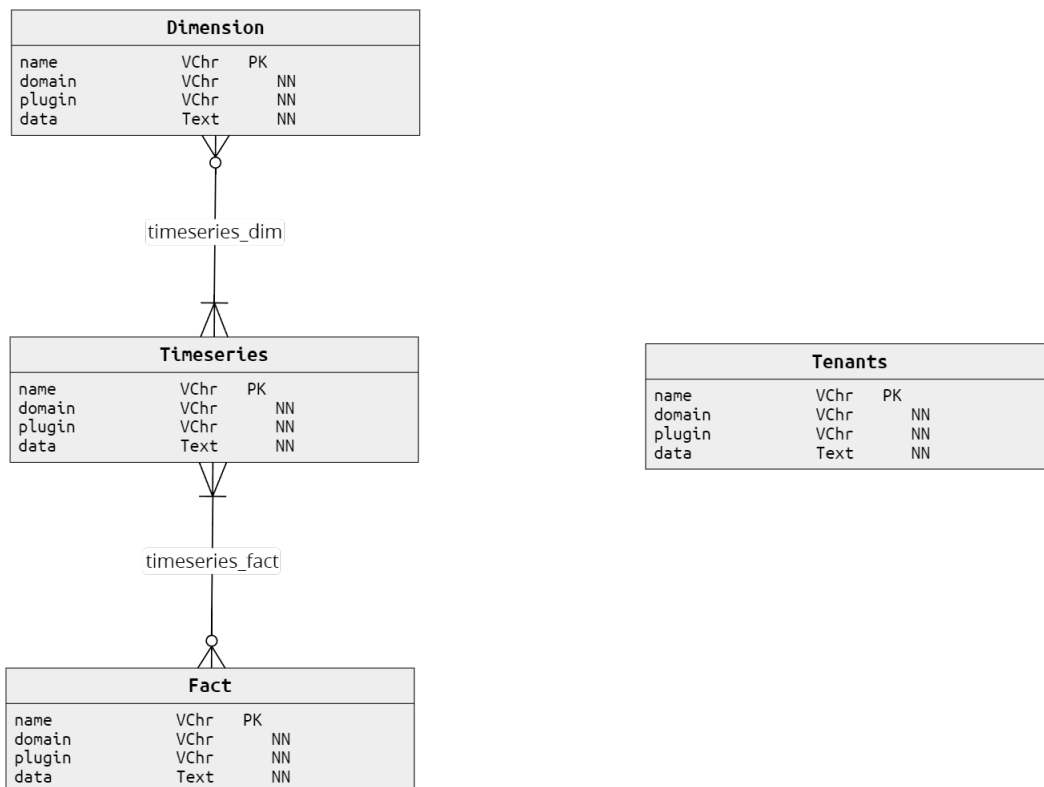 Dimension
name VChr PK
domain VChr NN
plugin VChr NN
data Text NN
timeseries_dim
Timeseries
name VChr PK
domain VChr NN
plugin VChr NN
data Text NN
Tenants
name VChr PK
domain VChr NN
plugin VChr NN
data Text NN
timeseries_fact
Fact
name VChr PK
domain VChr NN
plugin VChr NN
data Text NN